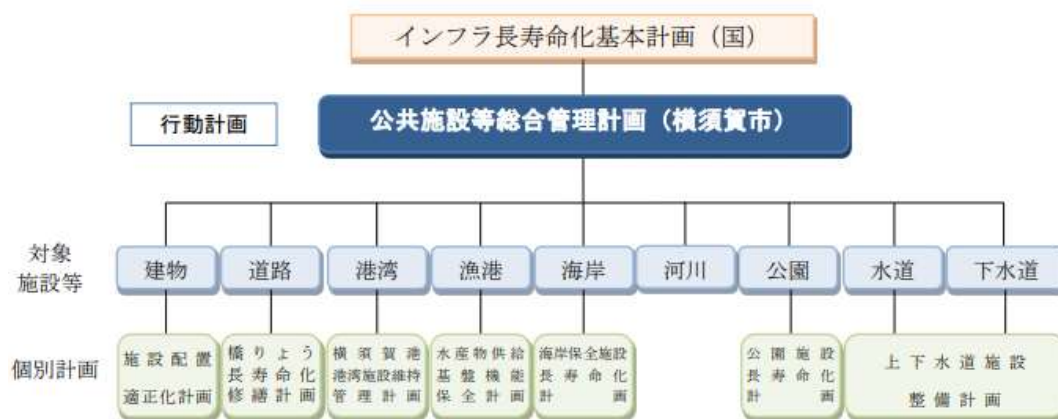 インフラ長寿命化基本計画（国）
行動計画
公共施設等総合管理計画（横須賀市）
対象
施設等
建物
道路
港湾
漁港
海岸
河川
公園
水道
下水道
個別計画
施設配置
適正化計画
橋りょう
長寿命化
修繕計画
横須賀港
港湾施設維持
管理計画
水産物供給
基盤機能
保全計画
海岸保全施設
長寿命化
計画
公園施設
長寿命化
計画
上下水道施設
整備計画